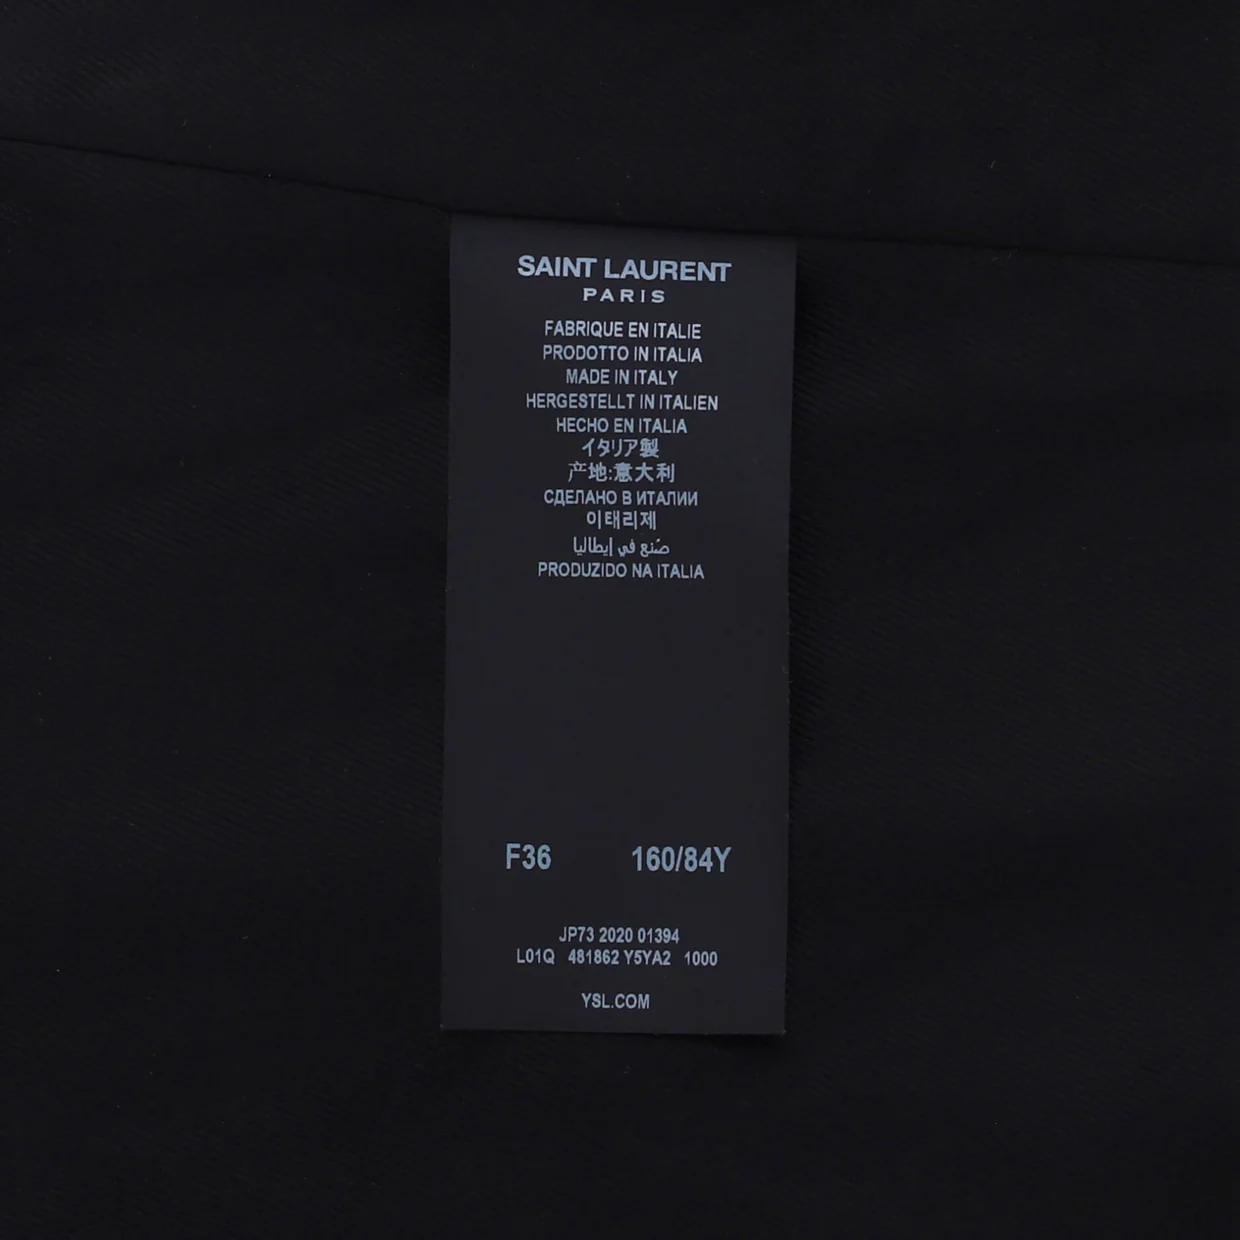 SAINT LAURENT
PARIS
FABRIQUE EN ITALIE
PRODOTTO IN ITALIA
MADE IN ITALY
HERGESTELLT IN ITALIEN
HECHO EN ITALIA
イタリア製
产地:意大利
СДЕЛАНО В ИТАЛИИ
이태리제
صُنع في إيطاليا
PRODUZIDO NA ITALIA
F36 160/84Y
JP73 2020 01394
L01Q 481862 Y5YA2 1000
YSL.COM